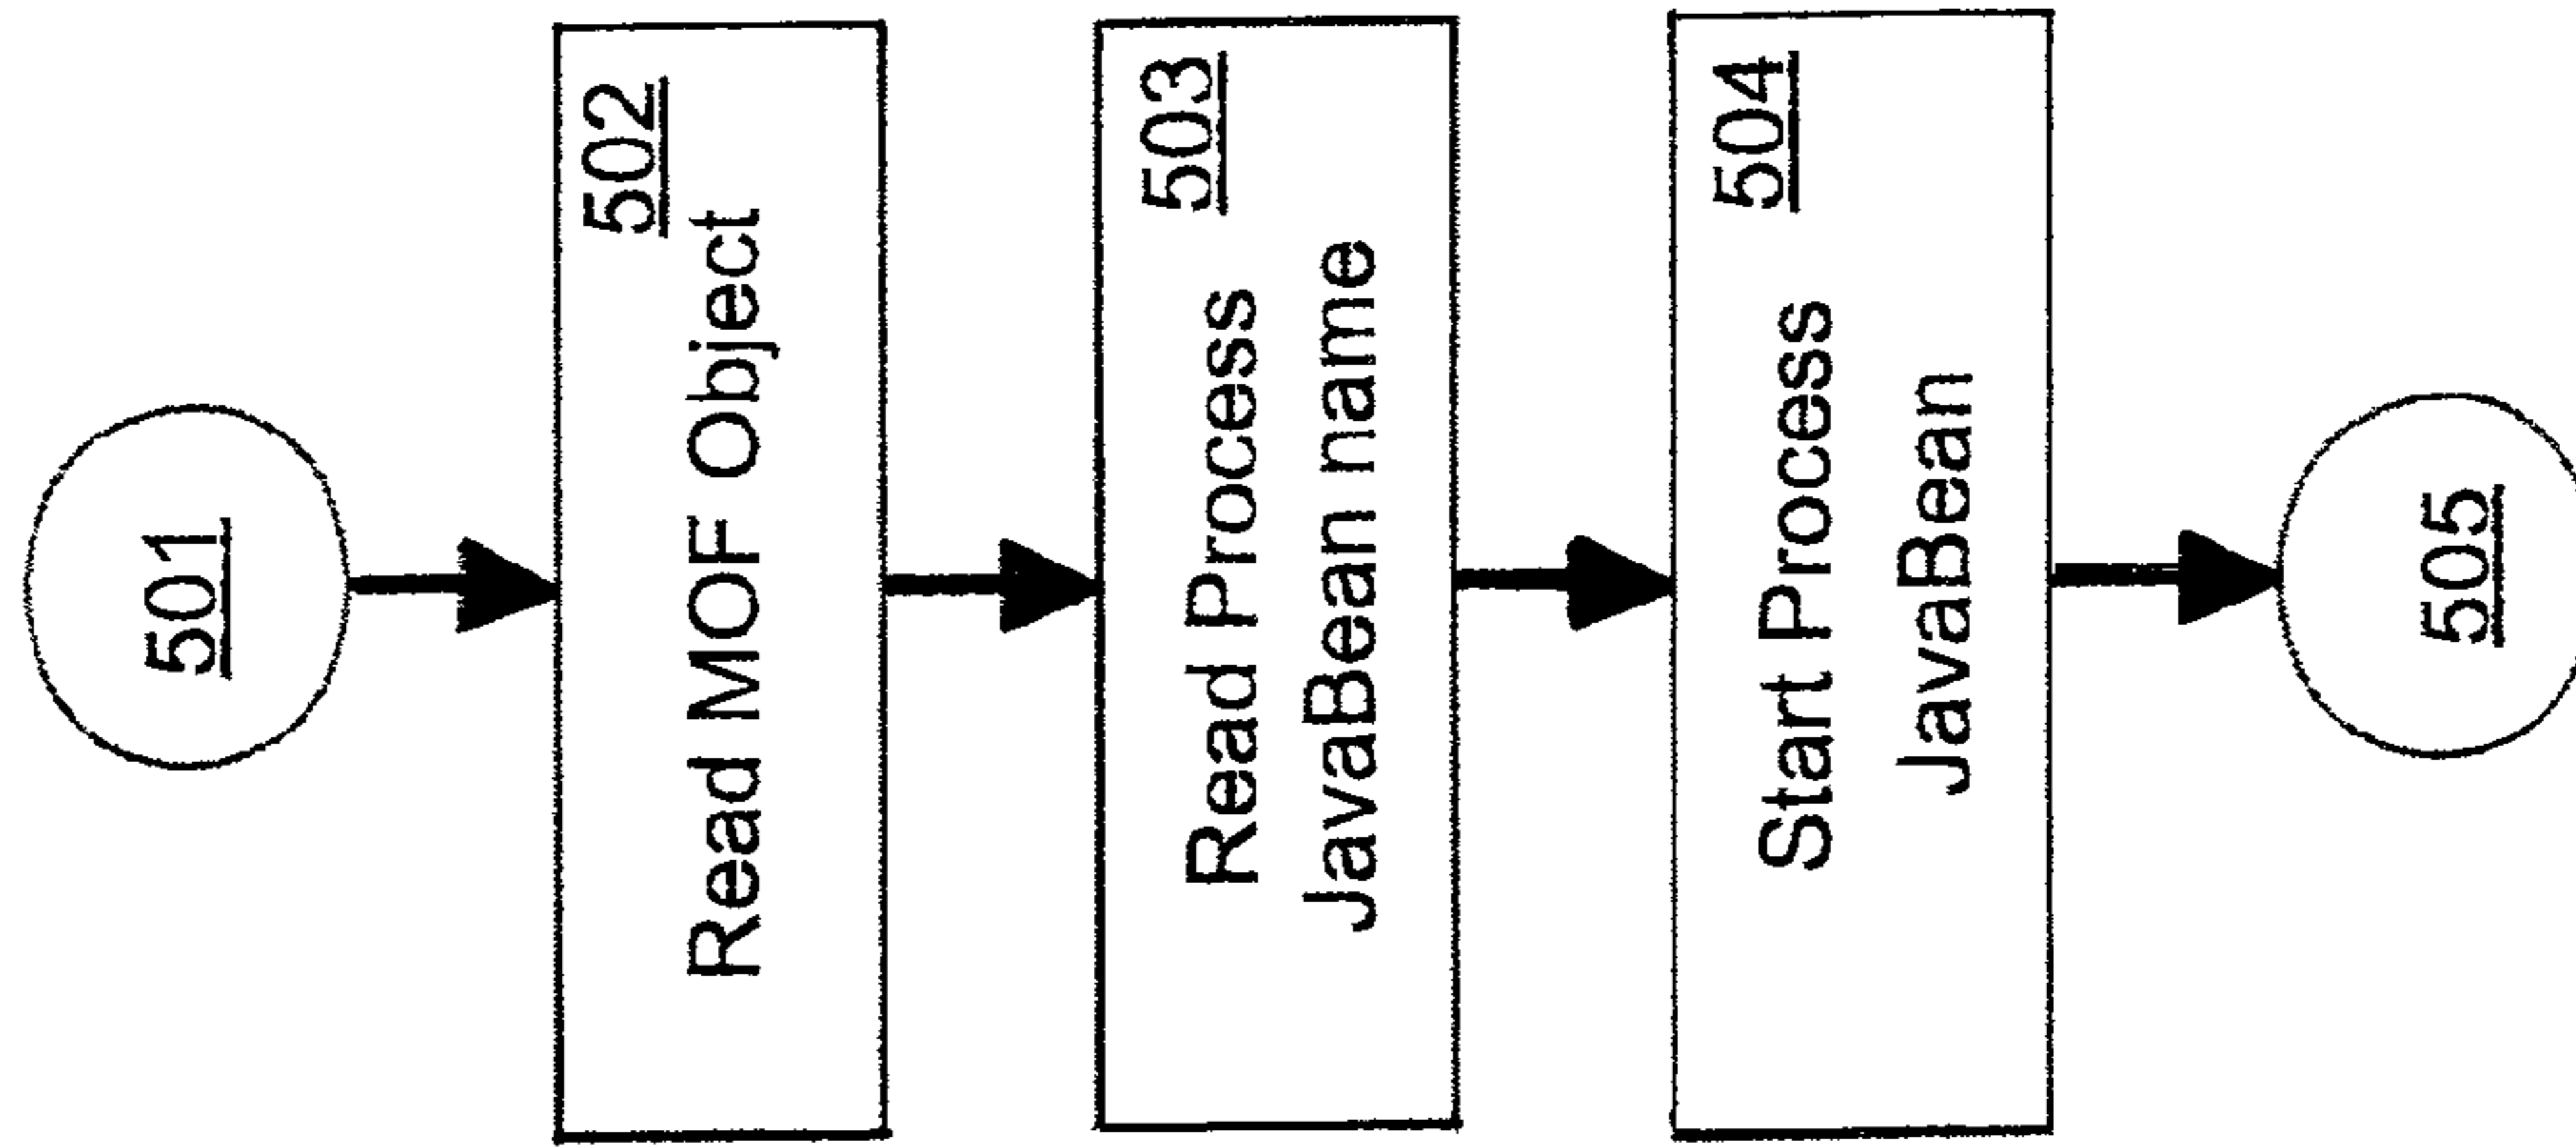 501
502
Read MOF Object
503
Read Process
JavaBean name
504
Start Process
JavaBean
505